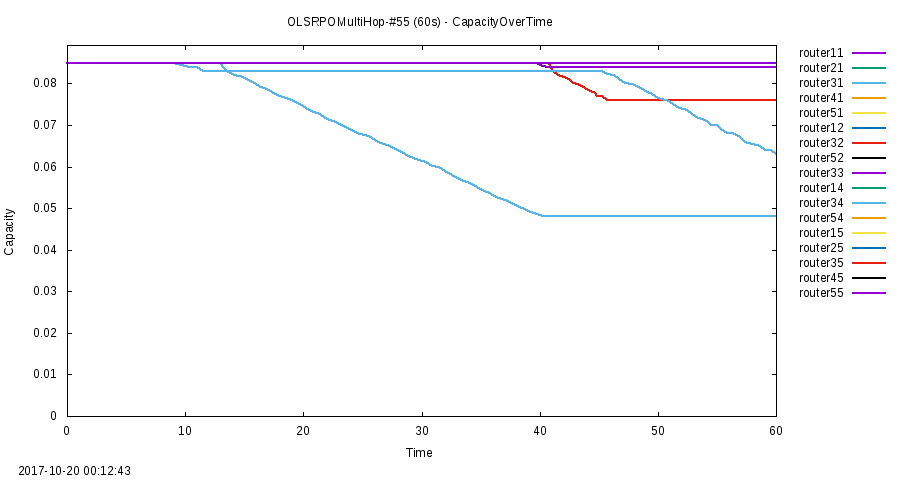 OLSRPOMultiHop-#55 (60s) - CapacityOverTime
router11
router21
router31
router41
router51
router12
router32
router52
router33
router14
router34
router54
router15
router25
router35
router45
router55
0.08
0.07
0.06
0.05
0.04
0.03
0.02
0.01
0
Capacity
0 10 20 30 40 50 60
Time
2017-10-20 00:12:43